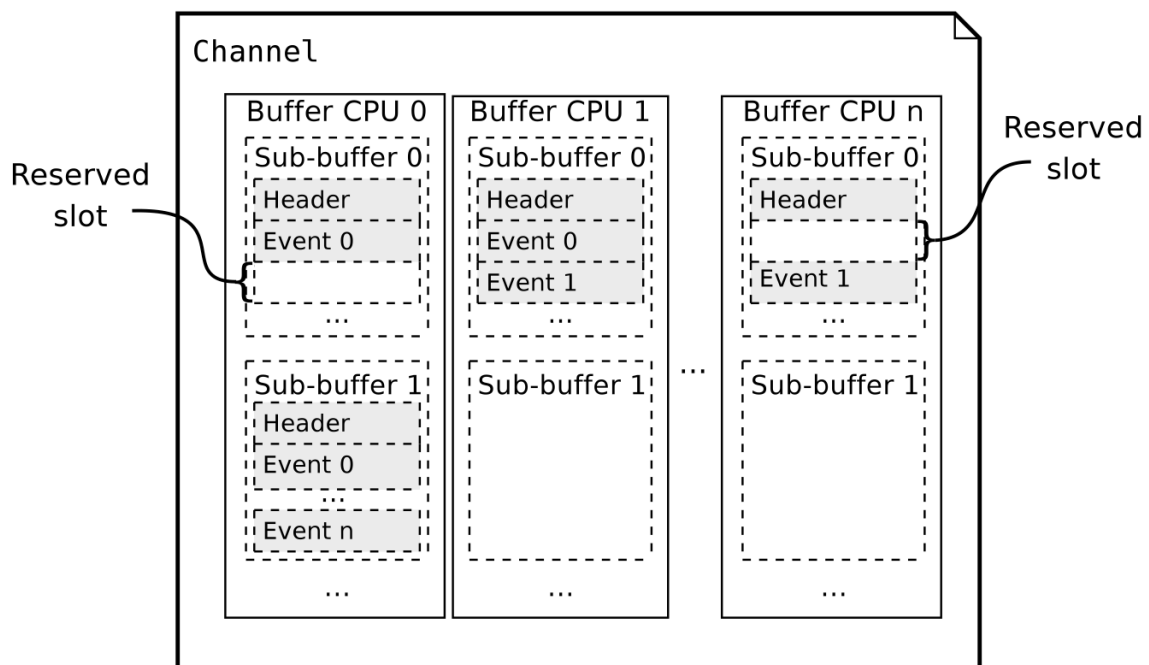 Channel
Reserved
slot
Buffer CPU 0
Sub-buffer 0
Header
Event 0
...
Sub-buffer 1
Header
Event 0
...
Event n
...
Buffer CPU 1
Sub-buffer 0
Header
Event 0
Event 1
...
Sub-buffer 1
...
...
Buffer CPU n
Sub-buffer 0
Header
Event 1
...
Sub-buffer 1
...
Reserved
slot